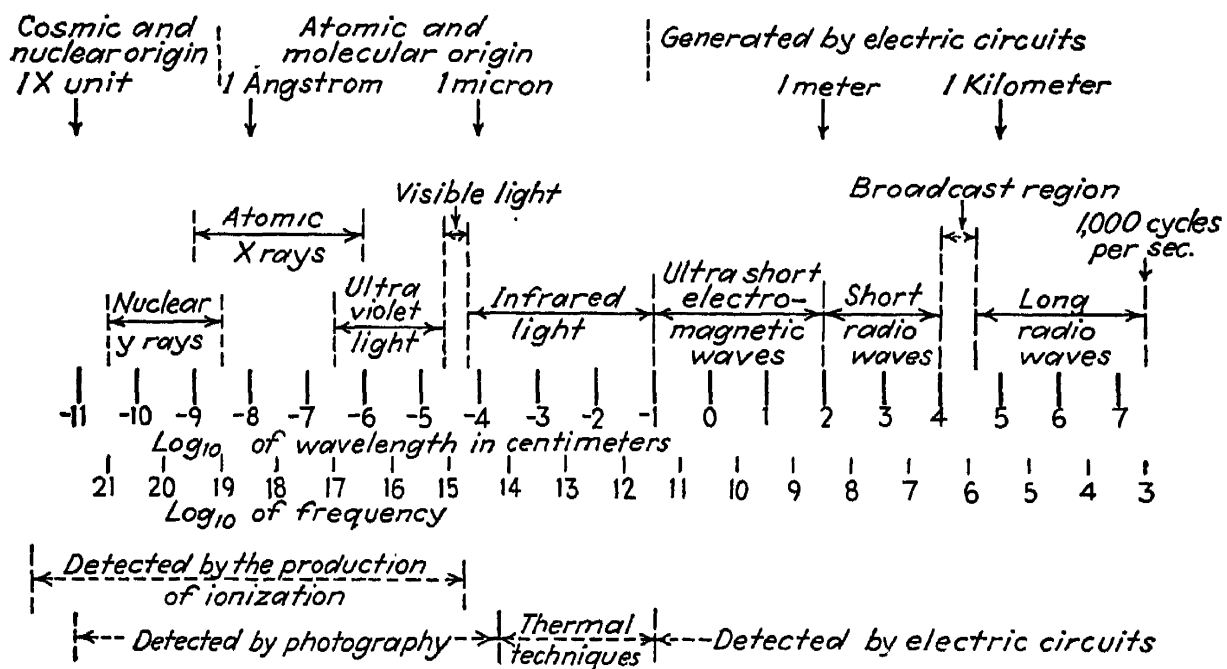 Cosmic and
nuclear origin
1X unit
Atomic and
molecular origin
1 Ångstrom
1 micron
Generated by electric circuits
1 meter
1 Kilometer
Visible light
Broadcast region
1,000 cycles
per sec.
Atomic
X rays
Nuclear
γ rays
Ultra
violet
light
Infrared
light
Ultra short
electro-
magnetic
waves
Short
radio
waves
Long
radio
waves
-11 -10 -9 -8 -7 -6 -5 -4 -3 -2 -1 0 1 2 3 4 5 6 7
Log10 of wavelength in centimeters
21 20 19 18 17 16 15 14 13 12 11 10 9 8 7 6 5 4 3
Log10 of frequency
Detected by the production
of ionization
Detected by photography
Thermal
techniques
Detected by electric circuits